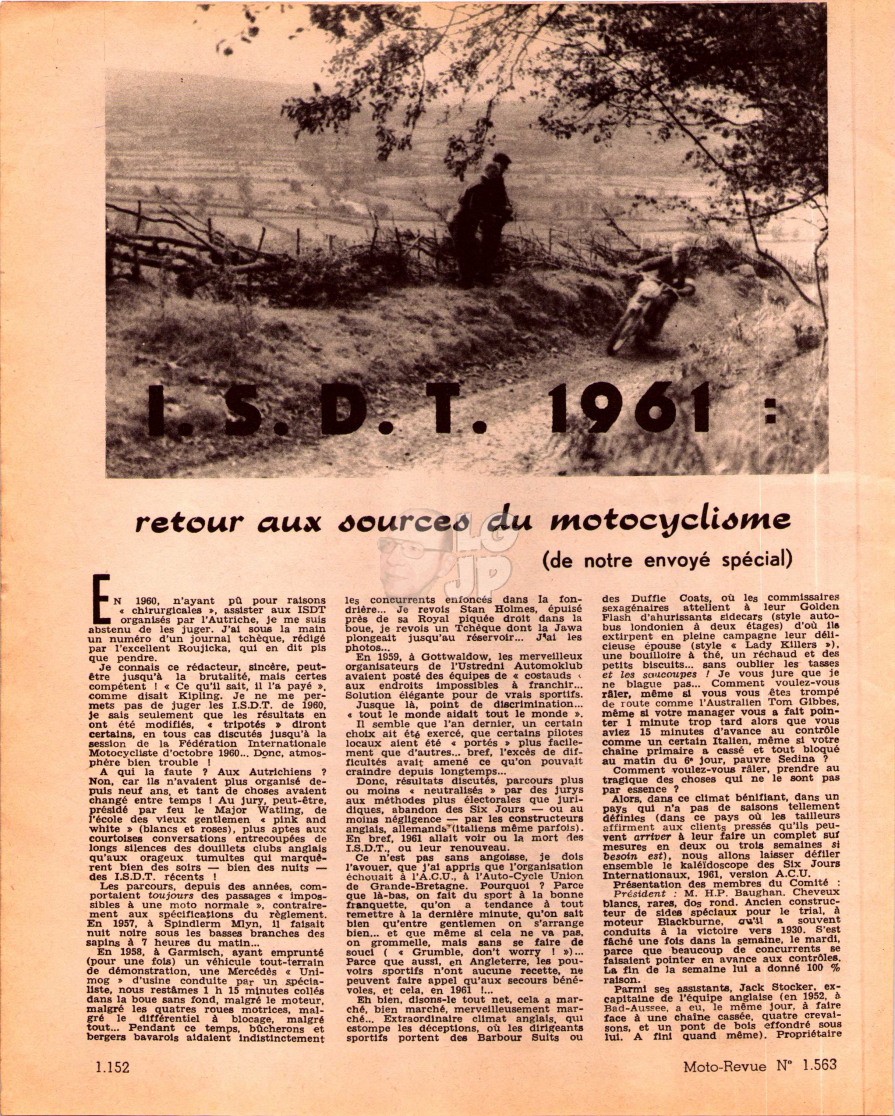 I. S. D. T. 1961 :
retour aux sources du motocyclisme
(de notre envoyé spécial)
LG
JP
EN 1960, n'ayant pû pour raisons
« chirurgicales », assister aux ISDT
organisés par l'Autriche, je me suis
abstenu de les juger. J'ai sous la main
un numéro d'un journal tchèque, rédigé
par l'excellent Roujicka, qui en dit pis
que pendre.
Je connais ce rédacteur, sincère, peut-
être jusqu'à la brutalité, mais certes
compétent ! « Ce qu'il sait, il l'a payé »,
comme disait Kipling. Je ne me per-
mets pas de juger les I.S.D.T. de 1960,
je sais seulement que les résultats en
ont été modifiés, « tripotés » diront
certains, en tous cas discutés jusqu'à la
session de la Fédération Internationale
Motocycliste d'octobre 1960... Donc, atmos-
phère bien trouble !
A qui la faute ? Aux Autrichiens ?
Non, car ils n'avaient plus organisé de-
puis neuf ans, et tant de choses avaient
changé entre temps ! Au jury, peut-être,
présidé par feu le Major Watling, de
l'école des vieux gentlemen « pink and
white » (blancs et roses), plus aptes aux
courtoises conversations entrecoupées de
longs silences des douillets clubs anglais
qu'aux orageux tumultes qui marquè-
rent bien des soirs — bien des nuits —
des I.S.D.T. récents !
Les parcours, depuis des années, com-
portaient toujours des passages « impos-
sibles à une moto normale », contraire-
ment aux spécifications du règlement.
En 1957, à Spindlerm Mlyn, il faisait
nuit noire sous les basses branches des
sapins à 7 heures du matin...
En 1958, à Garmisch, ayant emprunté
(pour une fois) un véhicule tout-terrain
de démonstration, une Mercédès « Uni-
mog » d'usine conduite par un spécia-
liste, nous restâmes 1 h 15 minutes collés
dans la boue sans fond, malgré le moteur,
malgré les quatres roues motrices, mal-
gré le différentiel à blocage, malgré
tout... Pendant ce temps, bûcherons et
bergers bavarois aidaient indistinctement
les concurrents enfoncés dans la fon-
drière... Je revois Stan Holmes, épuisé
près de sa Royal piquée droit dans la
boue, je revois un Tchèque dont la Jawa
plongeait jusqu'au réservoir... J'ai les
photos...
En 1959, à Gottwaldow, les merveilleux
organisateurs de l'Ustredni Automoklub
avaient posté des équipes de « costauds »
aux endroits impossibles à franchir...
Solution élégante pour de vrais sportifs.
Jusque là, point de discrimination...
« tout le monde aidait tout le monde ».
Il semble que l'an dernier, un certain
choix ait été exercé, que certains pilotes
locaux aient été « portés » plus facile-
ment que d'autres... bref, l'excès de dif-
ficultés avait amené ce qu'on pouvait
craindre depuis longtemps...
Donc, résultats discutés, parcours plus
ou moins « neutralisés » par des jurys
aux méthodes plus électorales que juri-
diques, abandon des Six Jours — ou au
moins négligence — par les constructeurs
anglais, allemands (italiens même parfois).
En bref, 1961 allait voir ou la mort des
I.S.D.T., ou leur renouveau.
Ce n'est pas sans angoisse, je dois
l'avouer, que j'ai appris que l'organisation
échouait à l'A.C.U., à l'Auto-Cycle Union
de Grande-Bretagne. Pourquoi ? Parce
que là-bas, on fait du sport à la bonne
franquette, qu'on a tendance à tout
remettre à la dernière minute, qu'on sait
bien qu'entre gentlemen on s'arrange
bien... et que même si cela ne va pas,
on grommelle, mais sans se faire de
souci ( « Grumble, don't worry ! »)...
Parce que aussi, en Angleterre, les pou-
voirs sportifs n'ont aucune recette, ne
peuvent faire appel qu'aux secours béné-
voles, et cela, en 1961 !...
Eh bien, disons-le tout net, cela a mar-
ché, bien marché, merveilleusement mar-
ché... Extraordinaire climat anglais, qui
estompe les déceptions, où les dirigeants
sportifs portent des Barbour Suits ou
des Duffle Coats, où les commissaires
sexagénaires attellent à leur Golden
Flash d'ahurissants sidecars (style auto-
bus londonien à deux étages) d'où ils
extirpent en pleine campagne leur déli-
cieuse épouse (style « Lady Killers »),
une bouilloire à thé, un réchaud et des
petits biscuits... sans oublier les tasses
et les soucoupes ! Je vous jure que je
ne blague pas... Comment voulez-vous
râler, même si vous vous êtes trompé
de route comme l'Australien Tom Gibbes,
même si votre manager vous a fait poin-
ter 1 minute trop tard alors que vous
aviez 15 minutes d'avance au contrôle
comme un certain Italien, même si votre
chaîne primaire a cassé et tout bloqué
au matin du 6e jour, pauvre Sedina ?
Comment voulez-vous râler, prendre au
tragique des choses qui ne le sont pas
par essence ?
Alors, dans ce climat bénifiant, dans un
pays qui n'a pas de saisons tellement
définies (dans ce pays où les tailleurs
affirment aux clients pressés qu'ils peu-
vent arriver à leur faire un complet sur
mesures en deux ou trois semaines si
besoin est), nous allons laisser défiler
ensemble le kaléïdoscope des Six Jours
Internationaux, 1961, version A.C.U.
Présentation des membres du Comité :
Président : M. H.P. Baughan. Cheveux
blancs, rares, dos rond. Ancien construc-
teur de sides spéciaux pour le trial, à
moteur Blackburne, qu'il a souvent
conduits à la victoire vers 1930. S'est
fâché une fois dans la semaine, le mardi,
parce que beaucoup de concurrents se
faisaient pointer en avance aux contrôles.
La fin de la semaine lui a donné 100 %
raison.
Parmi ses assistants, Jack Stocker, ex-
capitaine de l'équipe anglaise (en 1952, à
Bad-Aussee, a eu, le même jour, à faire
face à une chaîne cassée, quatre crevai-
sons, et un pont de bois effondré sous
lui. A fini quand même). Propriétaire
1.152
Moto-Revue N° 1.563